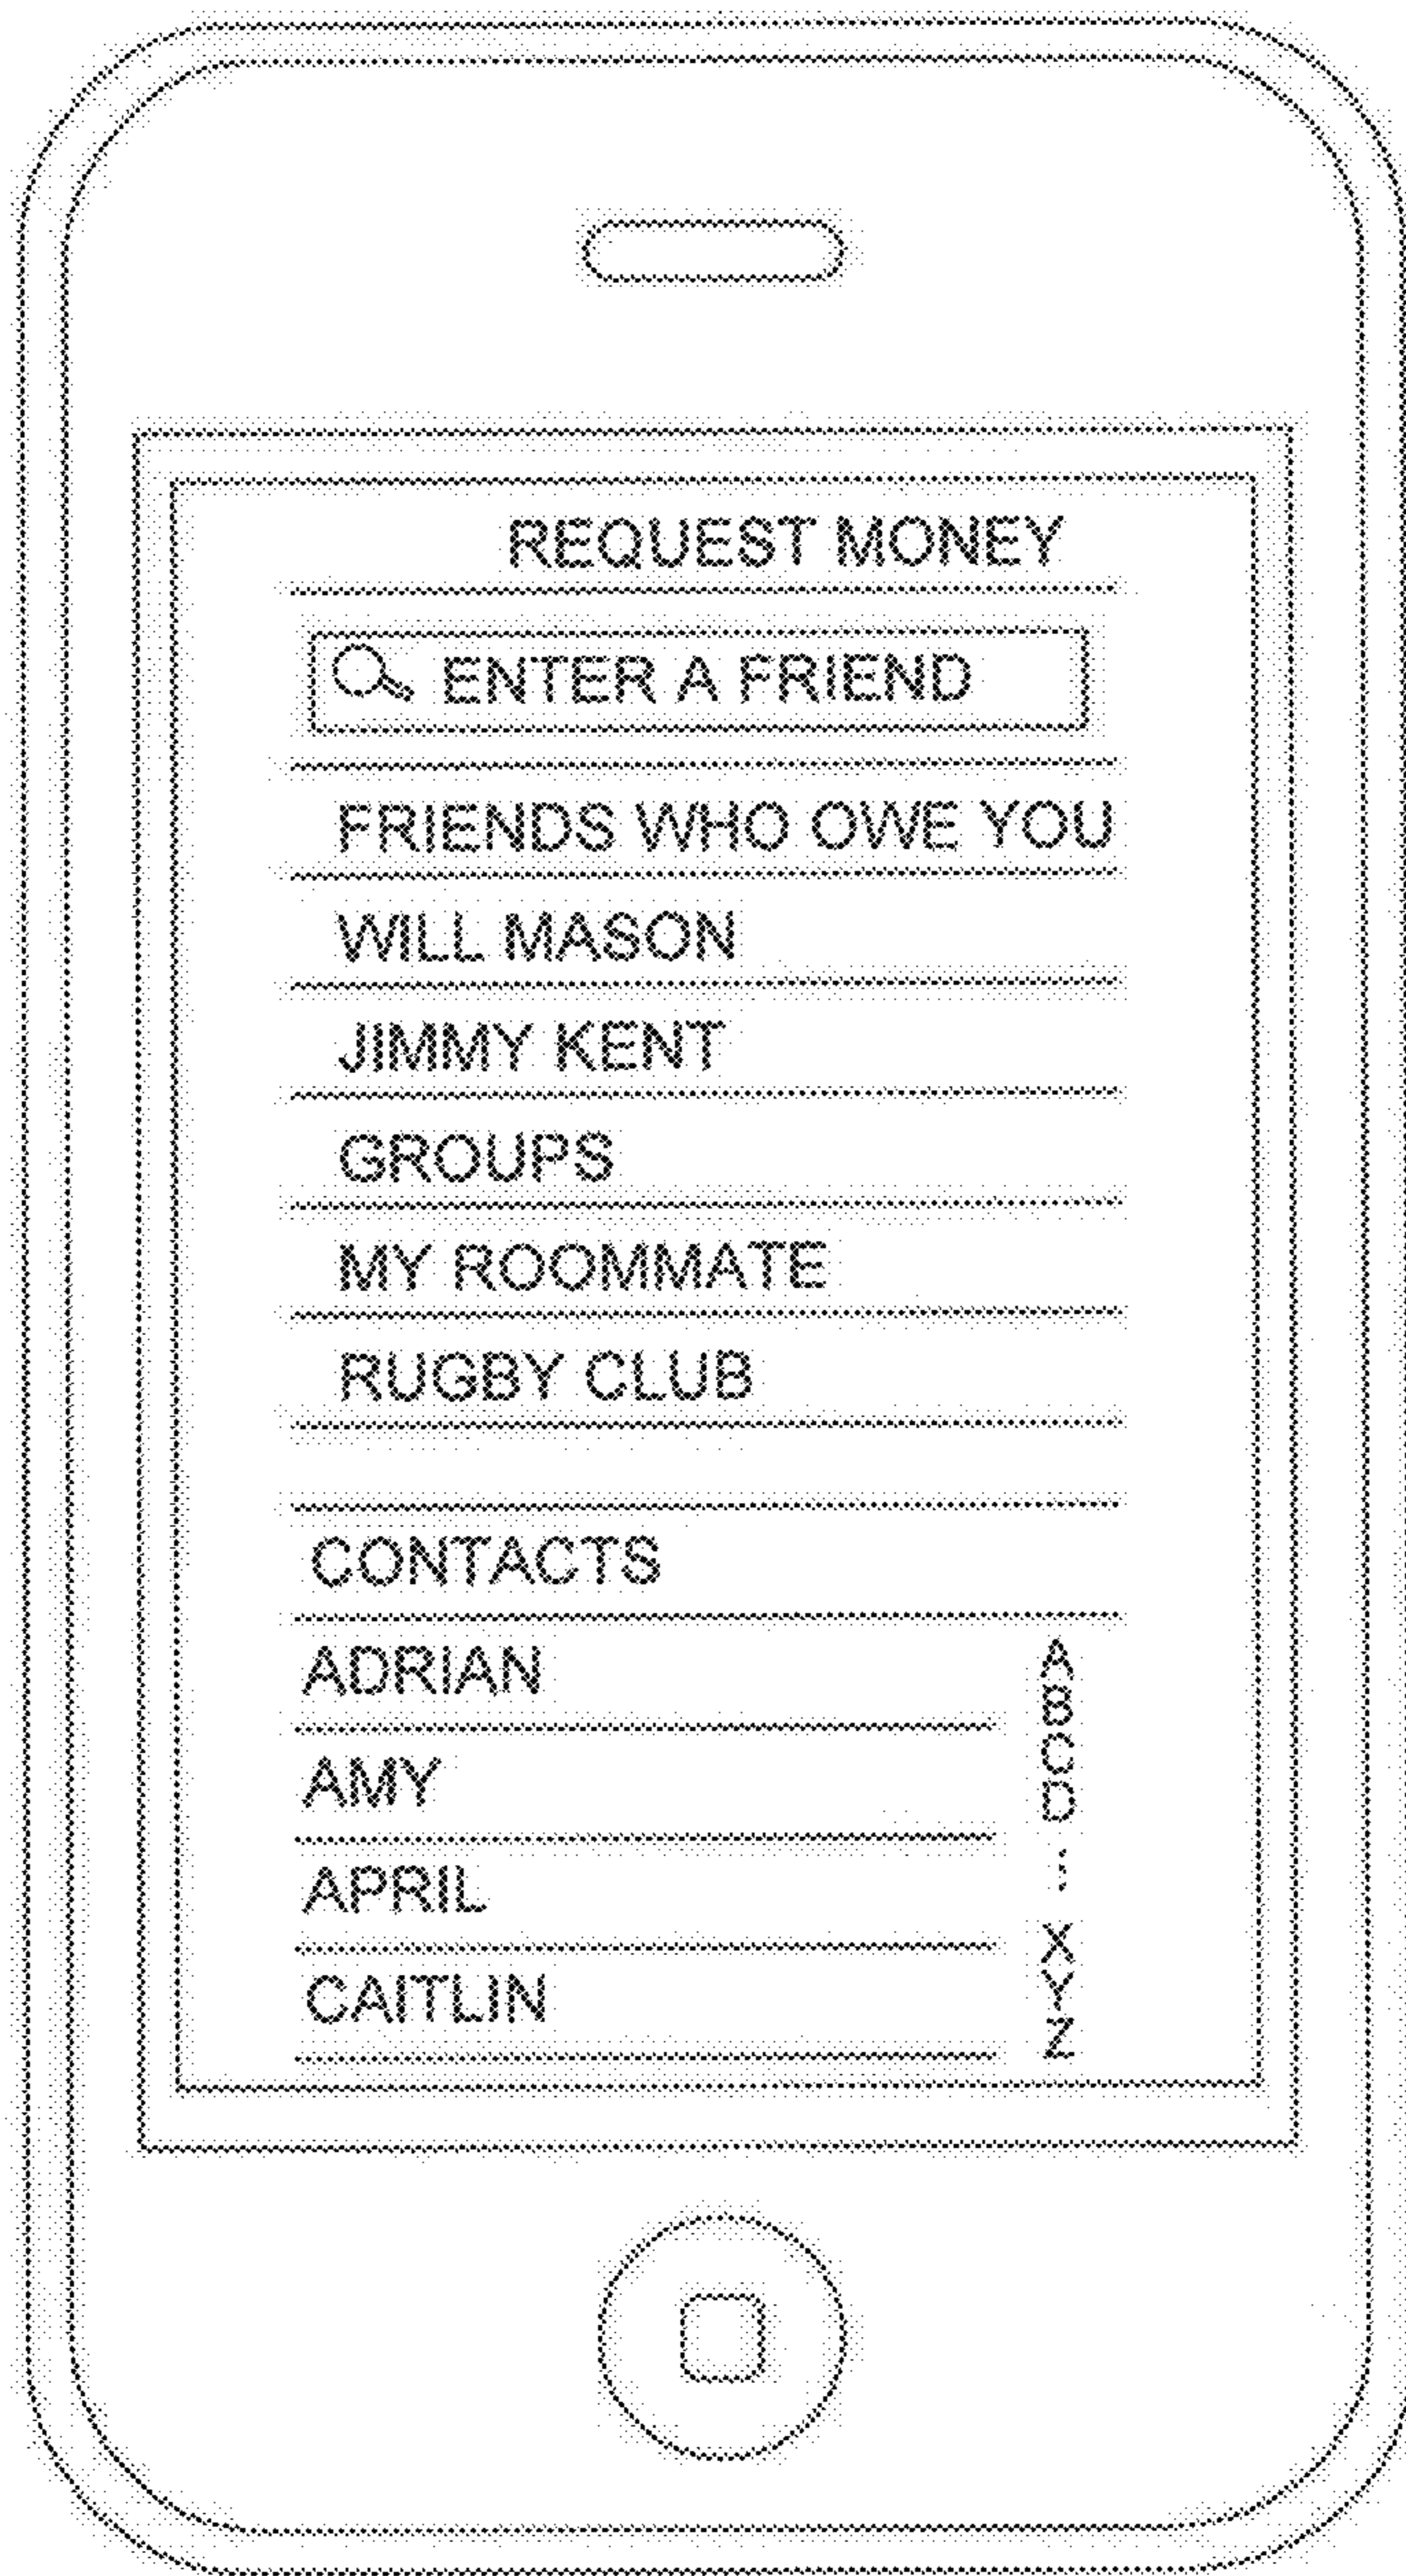 REQUEST MONEY
ENTER A FRIEND
FRIENDS WHO OWE YOU
WILL MASON
JIMMY KENT
GROUPS
MY ROOMMATE
RUGBY CLUB
CONTACTS
ADRIAN
AMY
APRIL
CAITLIN
A
B
C
D
⋮
X
Y
Z